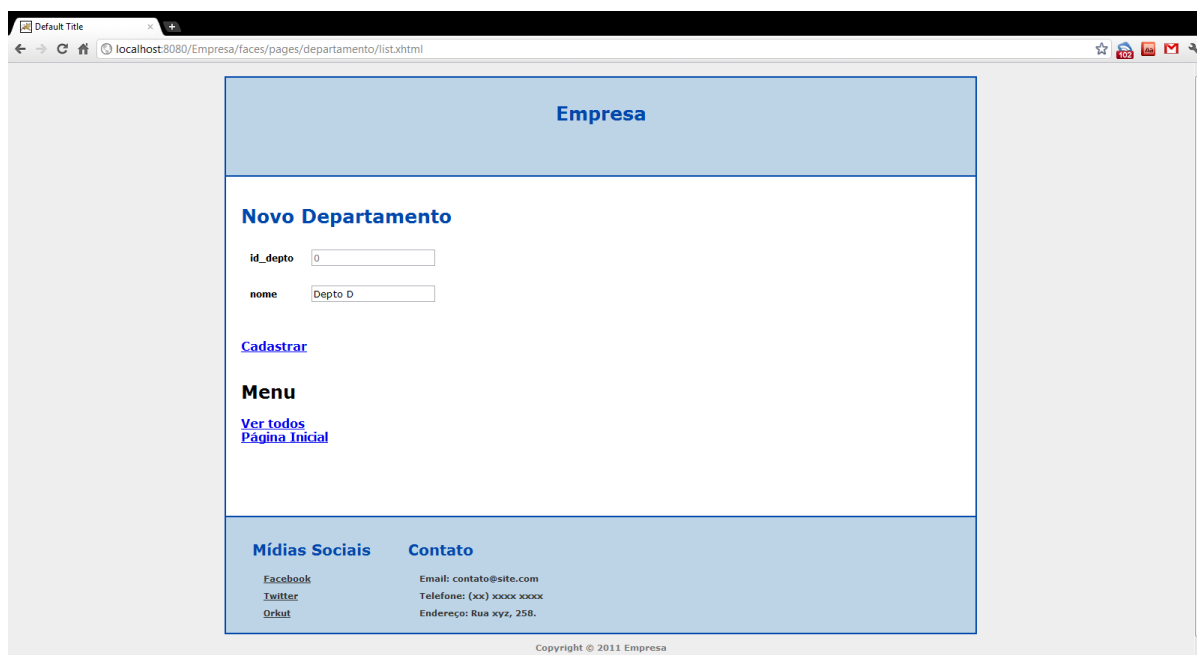 Default Title
localhost:8080/Empresa/faces/pages/departamento/list.xhtml
102
Empresa
Novo Departamento
id_depto 0
nome Depto D
Cadastrar
Menu
Ver todos
Página Inicial
Mídias Sociais
Facebook
Twitter
Orkut
Contato
Email: contato@site.com
Telefone: (xx) xxxx xxxx
Endereço: Rua xyz, 258.
Copyright © 2011 Empresa